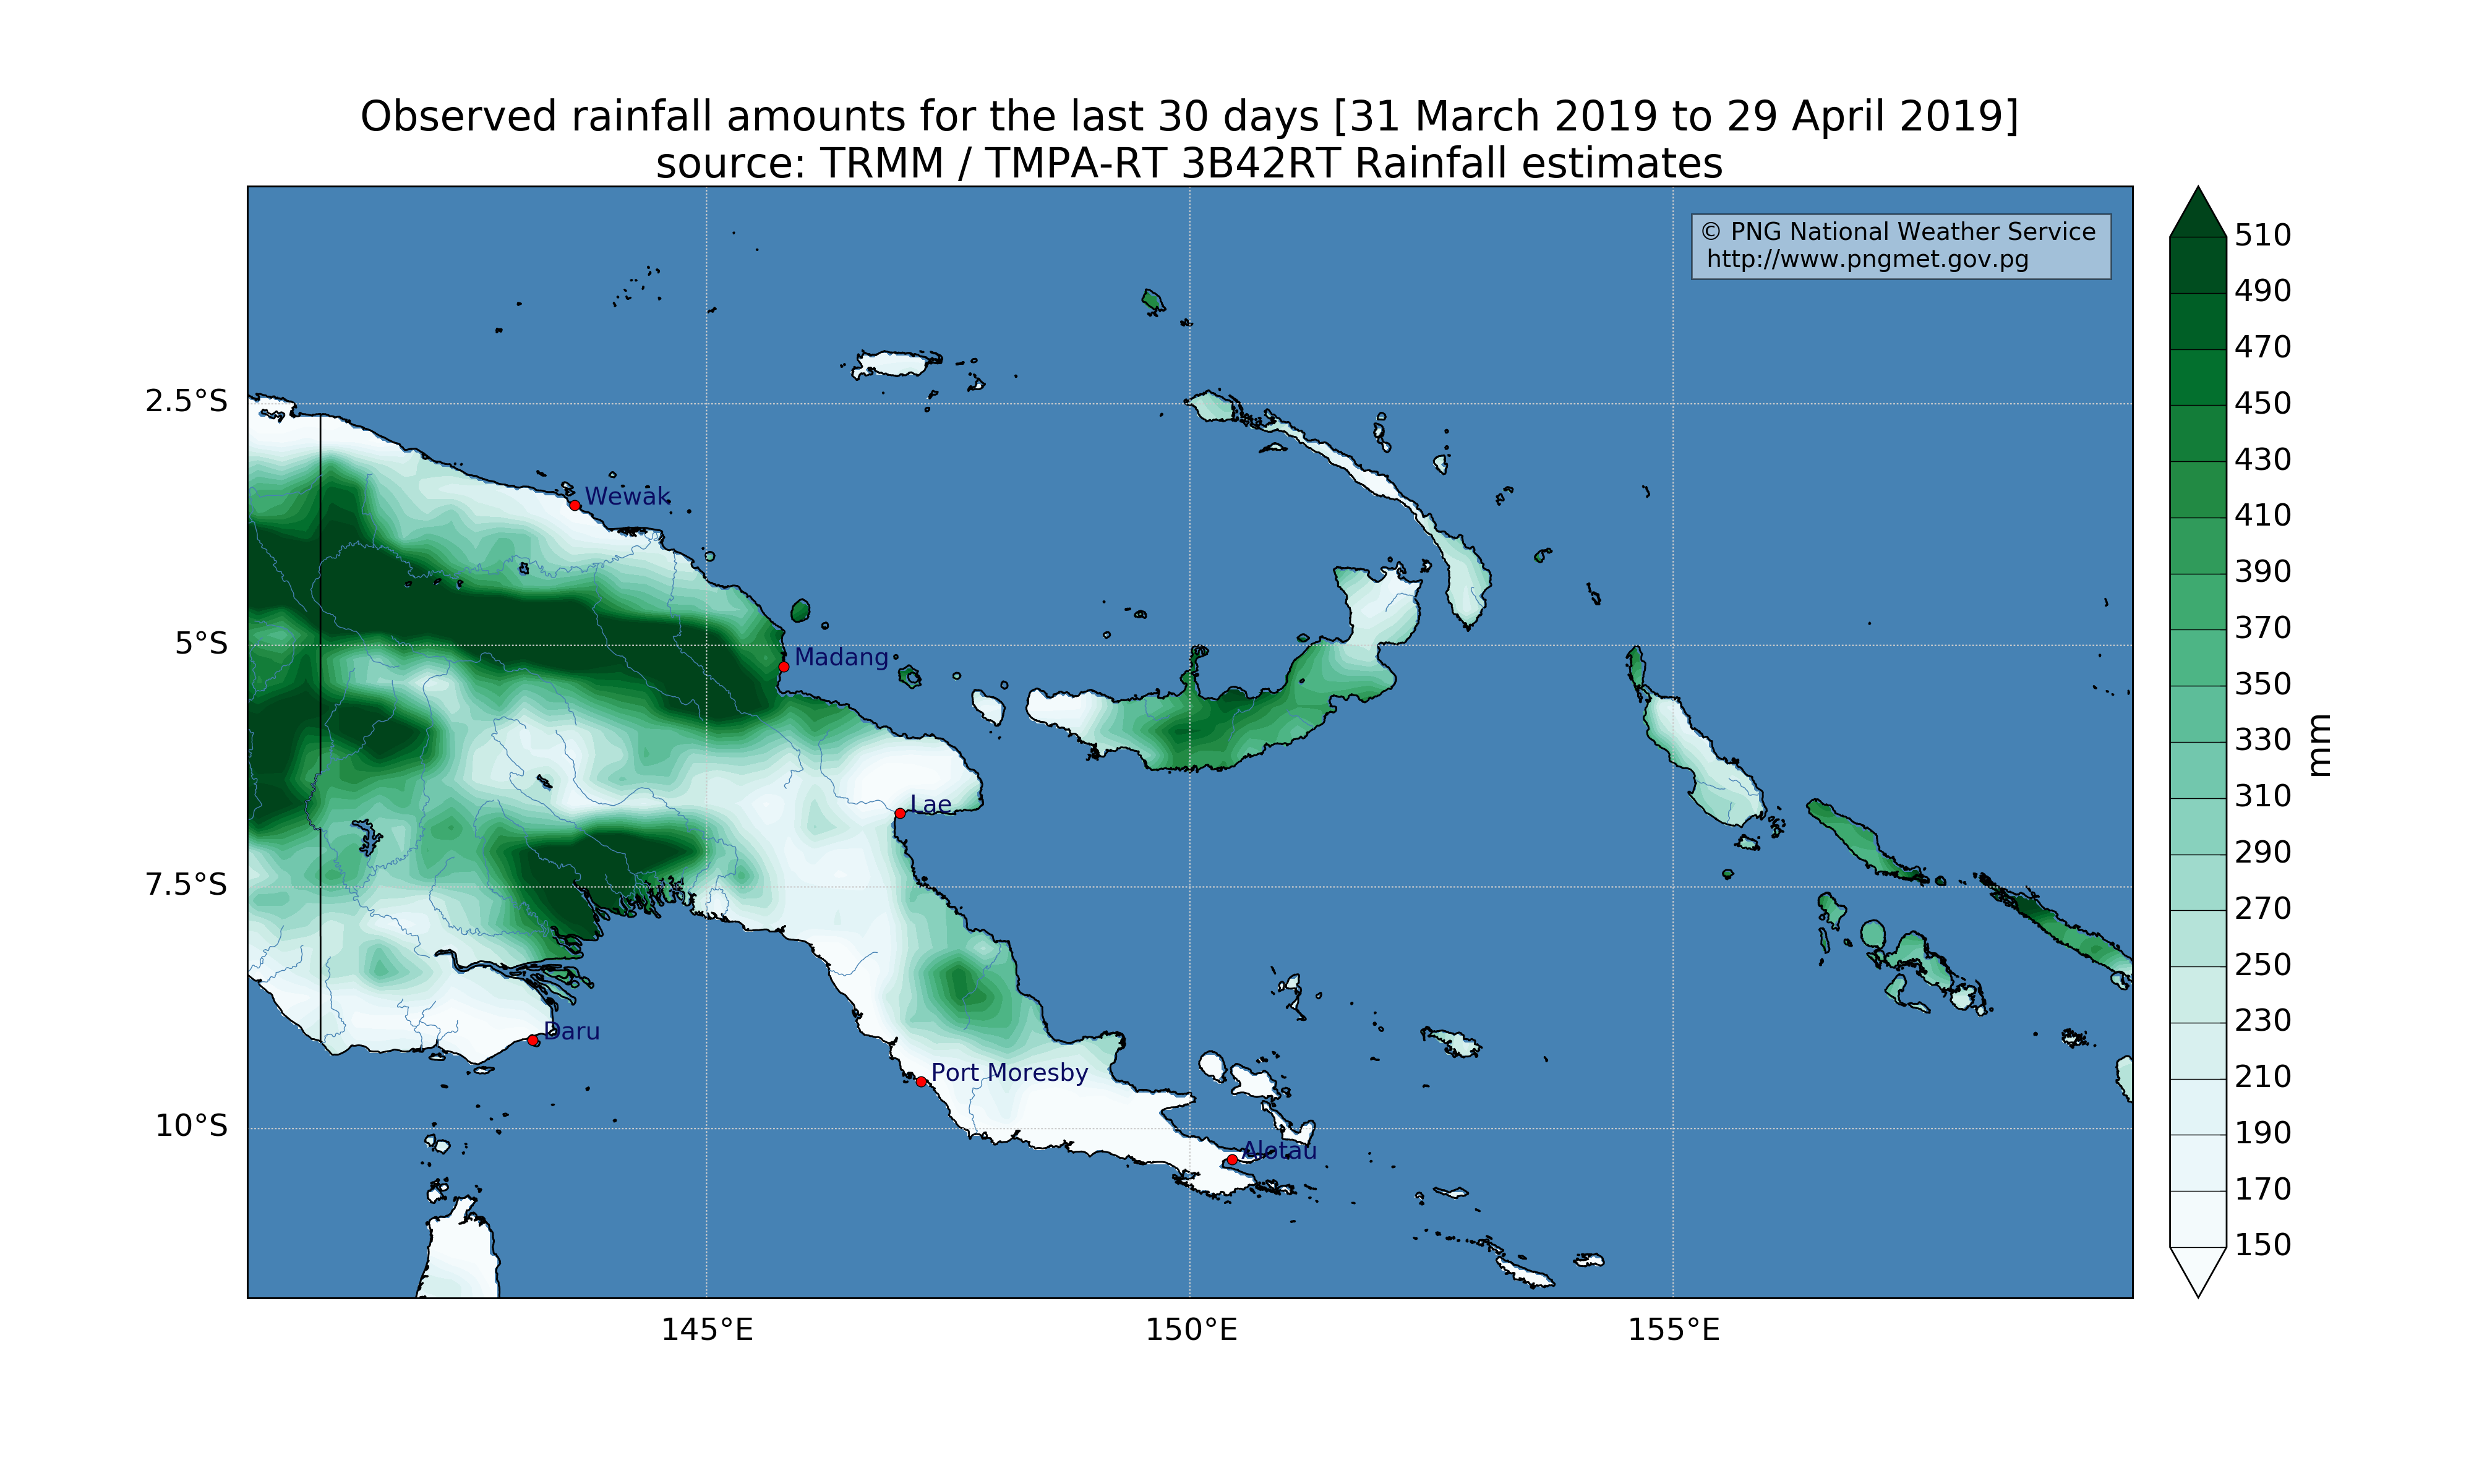 Observed rainfall amounts for the last 30 days [31 March 2019 to 29 April 2019]
source: TRMM / TMPA-RT 3B42RT Rainfall estimates
© PNG National Weather Service
http://www.pngmet.gov.pg
510
490
470
450
430
410
390
370
350
330
310
290
270
250
230
210
190
170
150
mm
2.5°S
5°S
7.5°S
10°S
Wewak
Madang
Lae
Daru
Port Moresby
Alotau
145°E
150°E
155°E